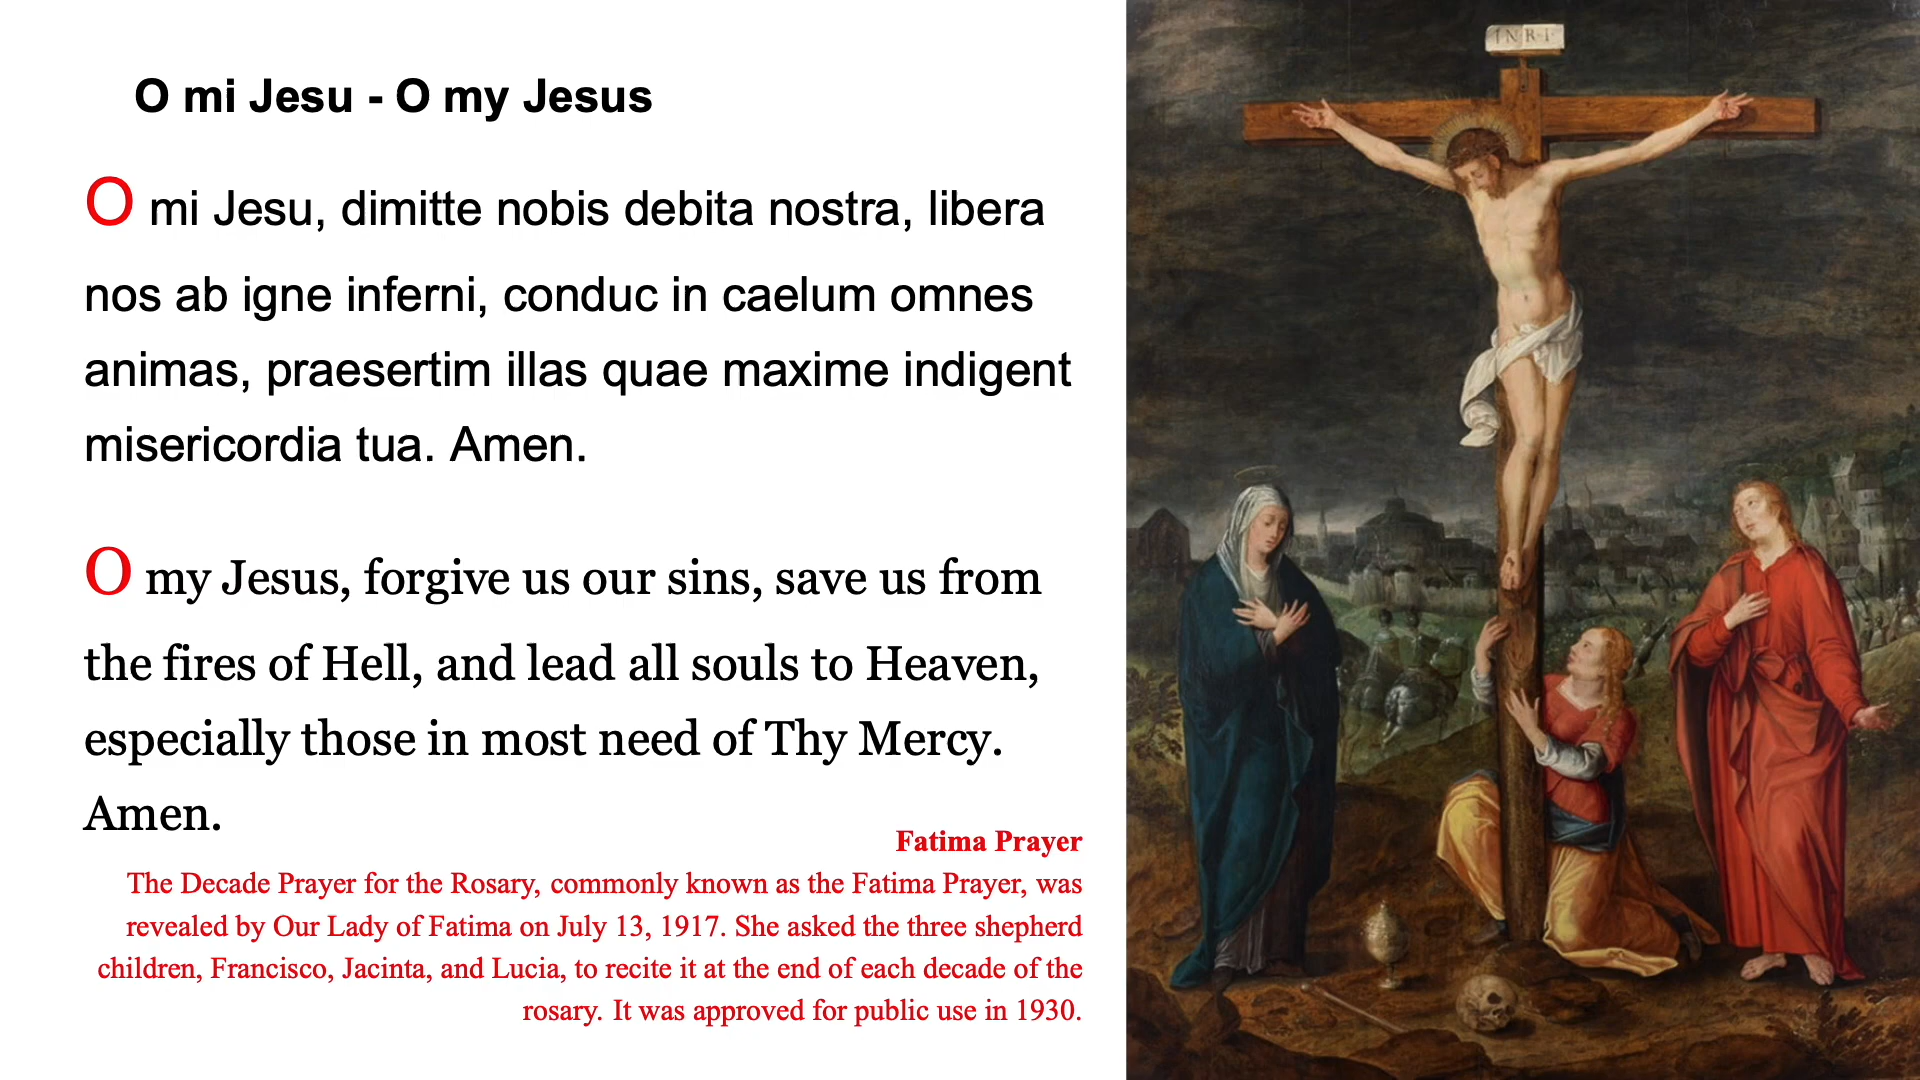 O mi Jesu - O my Jesus
O mi Jesu, dimitte nobis debita nostra, libera
nos ab igne inferni, conduc in caelum omnes
animas, praesertim illas quae maxime indigent
misericordia tua. Amen.
O my Jesus, forgive us our sins, save us from
the fires of Hell, and lead all souls to Heaven,
especially those in most need of Thy Mercy.
Amen.
Fatima Prayer
The Decade Prayer for the Rosary, commonly known as the Fatima Prayer, was
revealed by Our Lady of Fatima on July 13, 1917. She asked the three shepherd
children, Francisco, Jacinta, and Lucia, to recite it at the end of each decade of the
rosary. It was approved for public use in 1930.
INRI